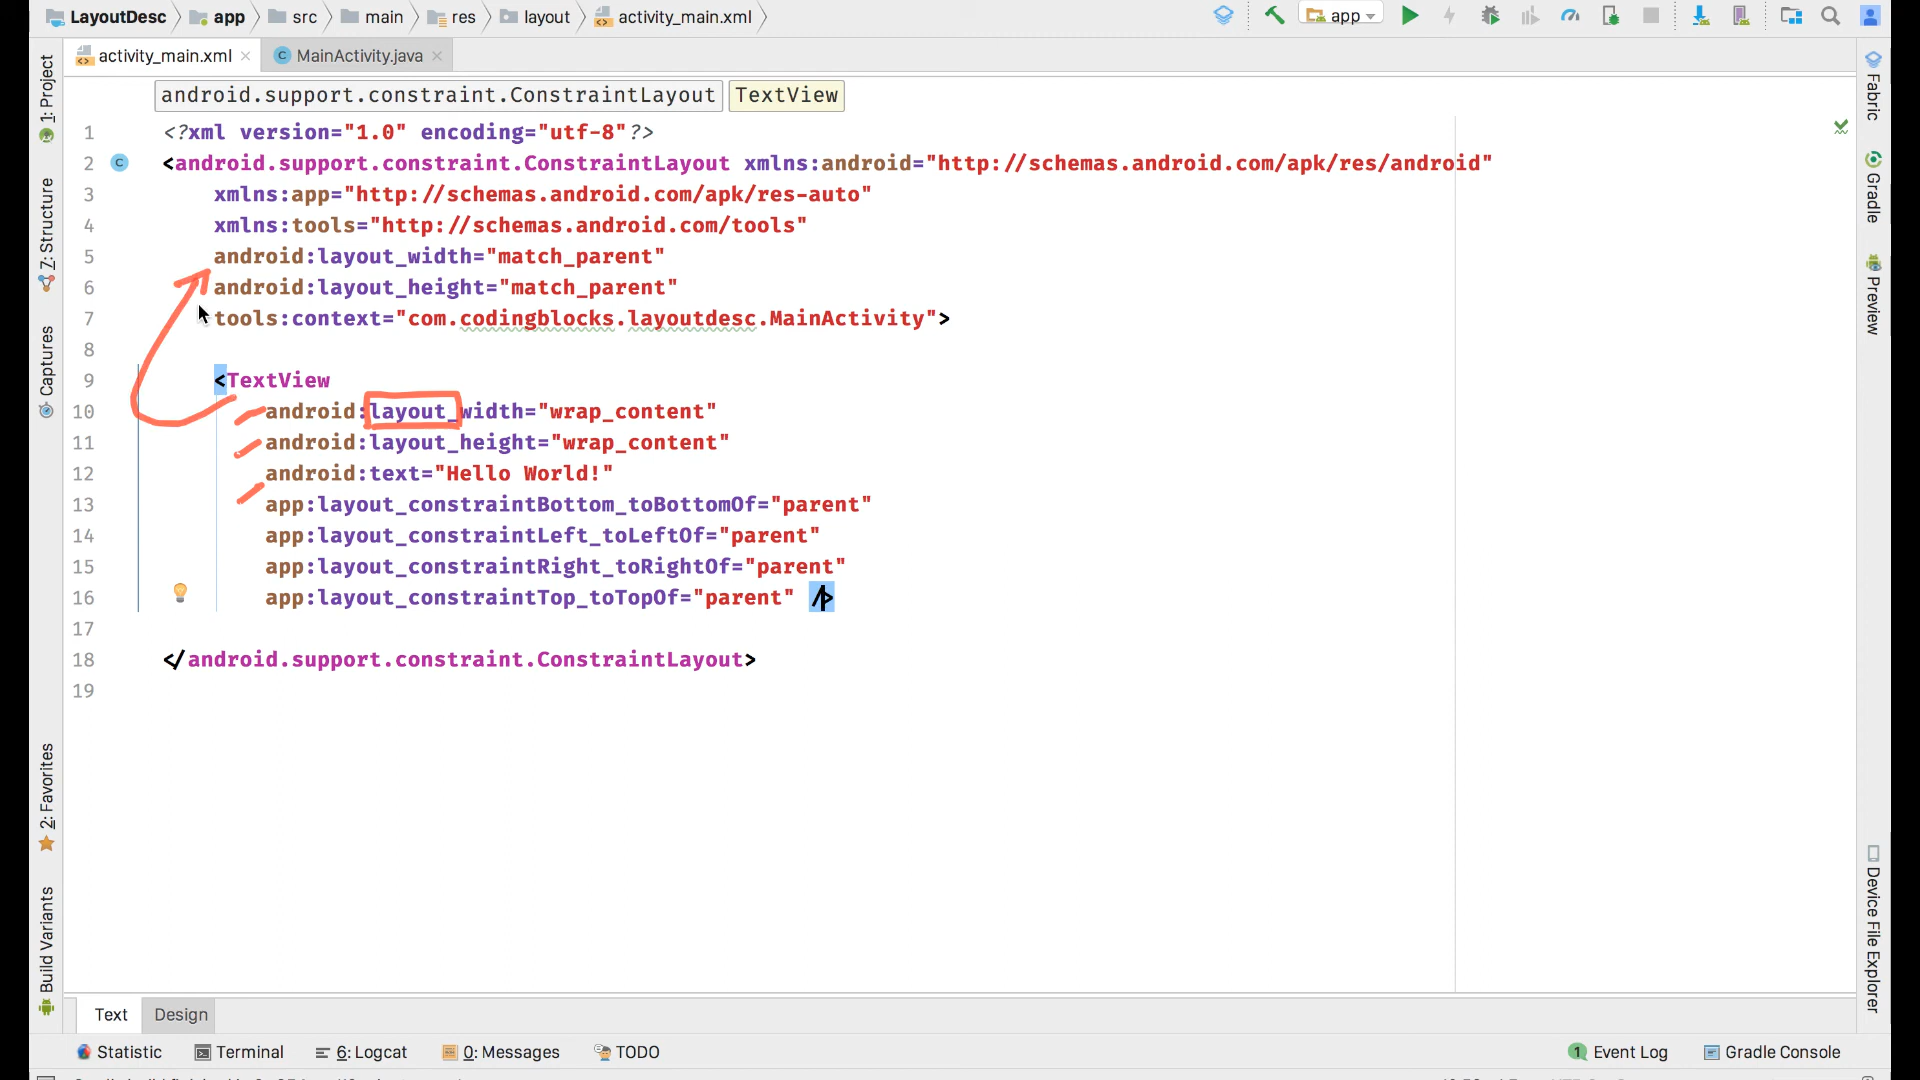 LayoutDesc app src main res layout activity_main.xml app
activity_main.xml MainActivity.java
android.support.constraint.ConstraintLayout TextView
1 <?xml version="1.0" encoding="utf-8"?>
2 <android.support.constraint.ConstraintLayout xmlns:android="http://schemas.android.com/apk/res/android"
3 xmlns:app="http://schemas.android.com/apk/res-auto"
4 xmlns:tools="http://schemas.android.com/tools"
5 android:layout_width="match_parent"
6 android:layout_height="match_parent"
7 tools:context="com.codingblocks.layoutdesc.MainActivity">
8
9 <TextView
10 android:layout_width="wrap_content"
11 android:layout_height="wrap_content"
12 android:text="Hello World!"
13 app:layout_constraintBottom_toBottomOf="parent"
14 app:layout_constraintLeft_toLeftOf="parent"
15 app:layout_constraintRight_toRightOf="parent"
16 app:layout_constraintTop_toTopOf="parent" />
17
18 </android.support.constraint.ConstraintLayout>
19
1: Project
7: Structure
Captures
2: Favorites
Build Variants
Fabric
Gradle
Preview
Device File Explorer
Text Design
Statistic Terminal 6: Logcat 0: Messages TODO 1 Event Log Gradle Console